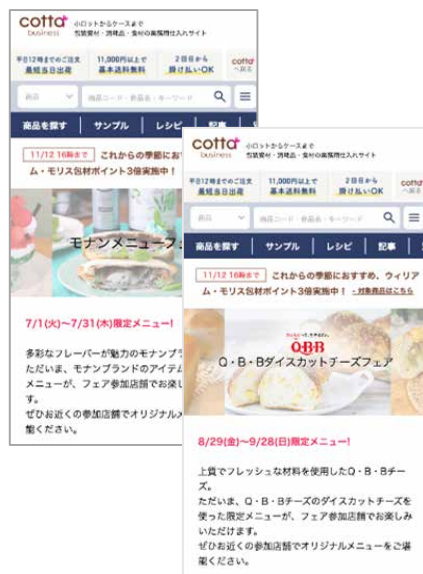 cotta
business
小ロットからケースまで
包装資材・消耗品・食材の業務用仕入れサイト
平日12時までのご注文
最短当日出荷
11,000円以上で
基本送料無料
2回目から
掛け払いOK
cotta
へ戻る
商品
商品コード・商品名・キーワード
商品を探す
サンプル
レシピ
記事
11/12 16時まで これからの季節にお
ム・モリス包材ポイント3倍実施中！
モナンメニューフェ
7/1(火)〜7/31(木)限定メニュー!
多彩なフレーバーが魅力のモナンブラ
ただいま、モナンブランドのアイテム
メニューが、フェア参加店舗でお楽し
す。
ぜひお近くの参加店舗でオリジナルメ
能ください。
cotta
business
小ロットからケースまで
包装資材・消耗品・食材の業務用仕入れサイト
平日12時までのご注文
最短当日出荷
11,000円以上で
基本送料無料
2回目から
掛け払いOK
cotta
へ戻る
商品
商品コード・商品名・キーワード
商品を探す
サンプル
レシピ
記事
11/12 16時まで これからの季節におすすめ、ウィリア
ム・モリス包材ポイント3倍実施中！ - 対象商品はこちら
QBB
Q・B・Bダイスカットチーズフェア
8/29(金)〜9/28(日)限定メニュー!
上質でフレッシュな材料を使用したQ・B・Bチー
ズ。
ただいま、Q・B・Bチーズのダイスカットチーズを
使った限定メニューが、フェア参加店舗でお楽しみ
いただけます。
ぜひお近くの参加店舗でオリジナルメニューをご堪
能ください。